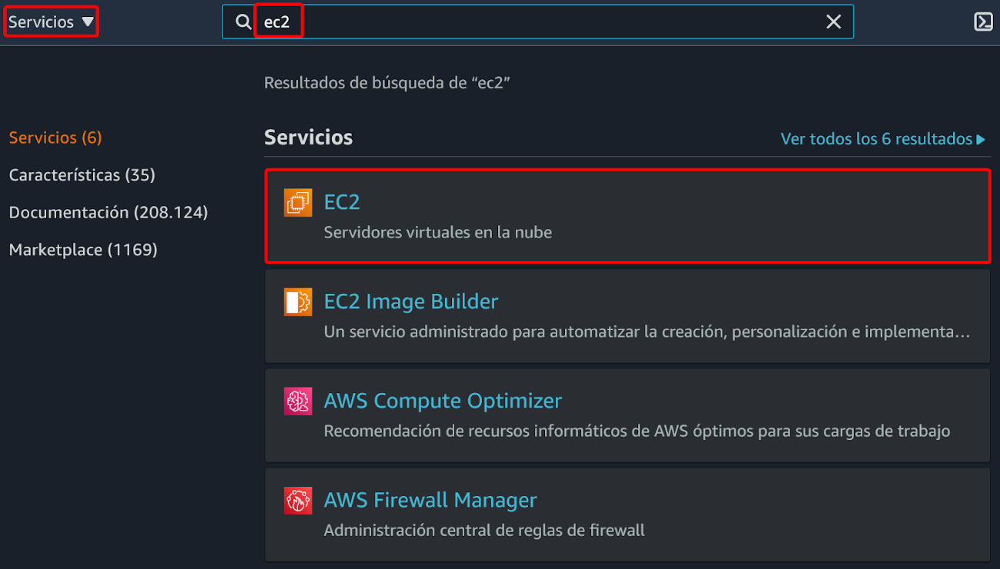 Servicios ▼
ec2
Resultados de búsqueda de “ec2”
Servicios (6)
Características (35)
Documentación (208.124)
Marketplace (1169)
Servicios
Ver todos los 6 resultados ▶
EC2
Servidores virtuales en la nube
EC2 Image Builder
Un servicio administrado para automatizar la creación, personalización e implementa...
AWS Compute Optimizer
Recomendación de recursos informáticos de AWS óptimos para sus cargas de trabajo
AWS Firewall Manager
Administración central de reglas de firewall